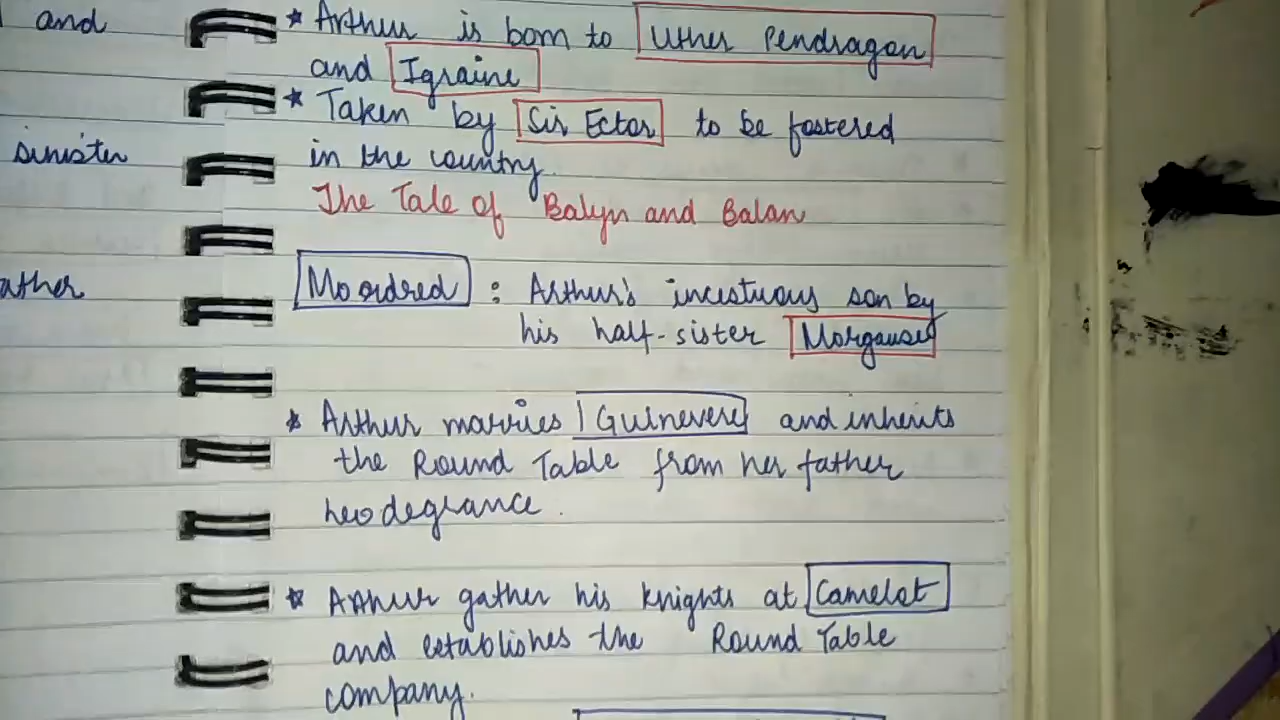 and
sinister
ather
* Arthur is born to Uther Pendragon
and Igraine
* Taken by Sir Ector to be fostered
in the country.
The Tale of Balyn and Balan
Moordred : Arthur's incestuous son by
his half-sister Morgause
* Arthur marries Guinevere and inherits
the Round Table from her father
Leodegrance.
* Arthur gather his knights at Camelot
and establishes the Round Table
company.